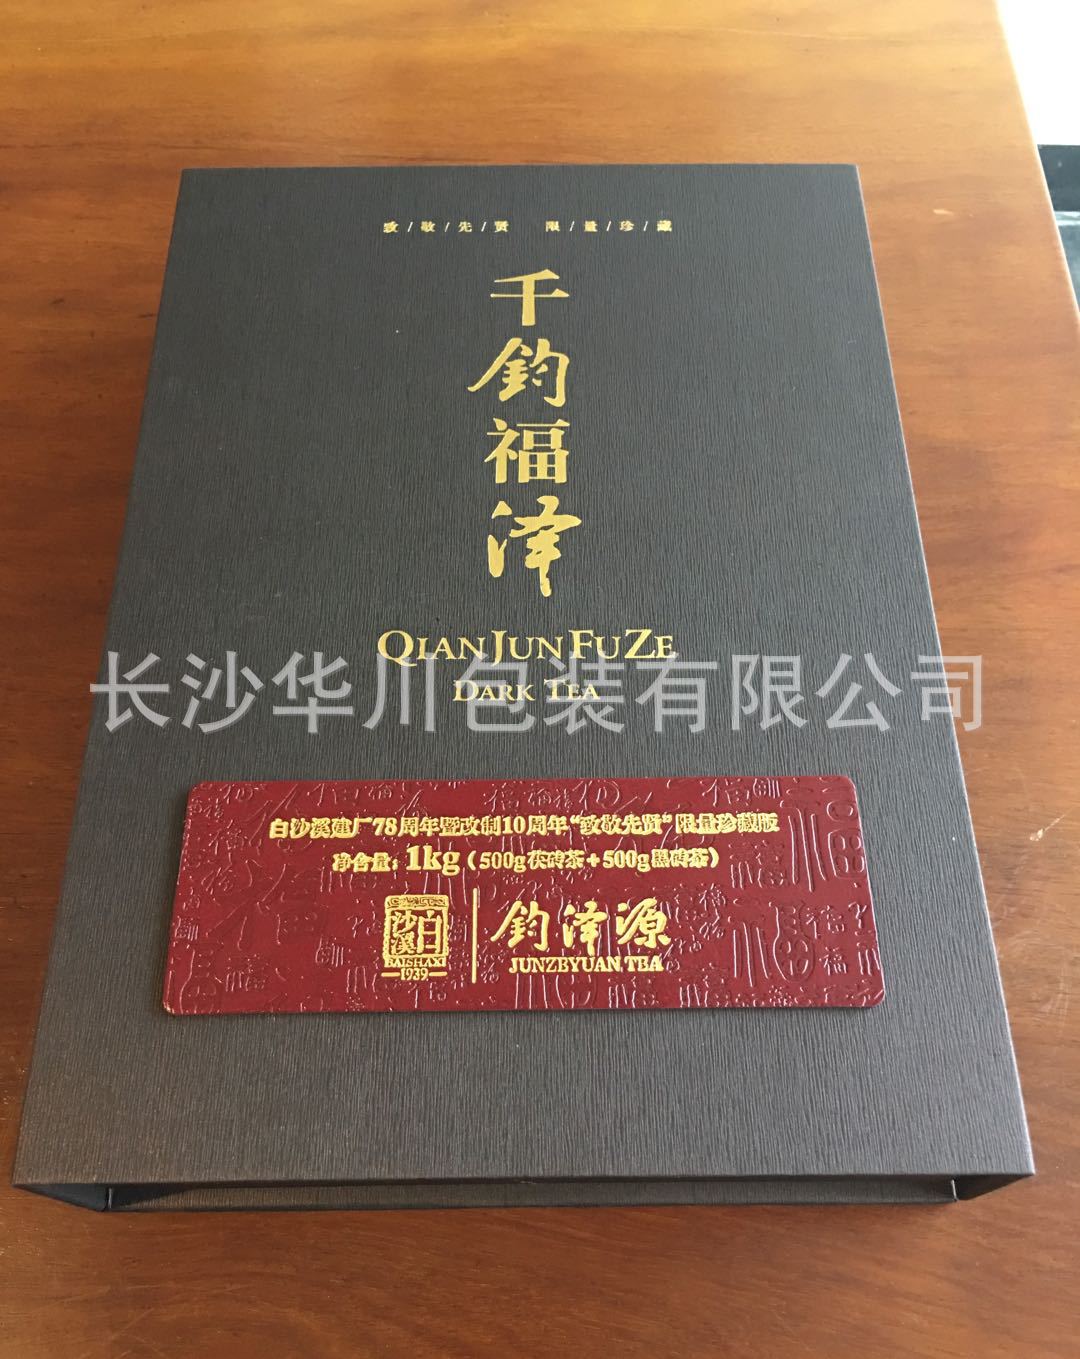 致/敬/先/贤 限/量/珍/藏
千
钧
福
泽
QIANJUNFUZE
DARK TEA
长沙华川包装有限公司
白沙溪建厂78周年暨改制10周年“致敬先贤”限量珍藏版
净含量：1kg（500g茯砖茶+500g黑砖茶）
白沙溪
BAISHAXI
1939
钧泽源
JUNZEYUAN TEA